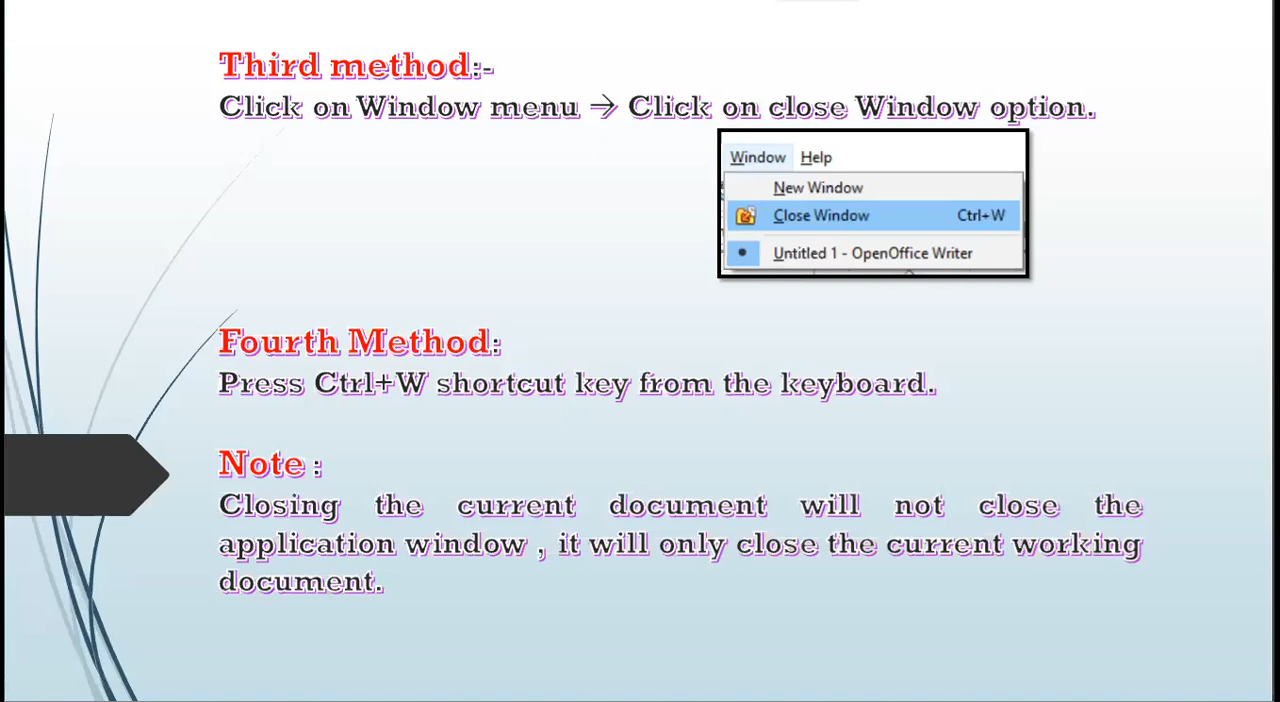 Third method:-
Click on Window menu → Click on close Window option.
Window Help
New Window
Close Window Ctrl+W
Untitled 1 - OpenOffice Writer
Fourth Method:
Press Ctrl+W shortcut key from the keyboard.
Note :
Closing the current document will not close the
application window , it will only close the current working
document.